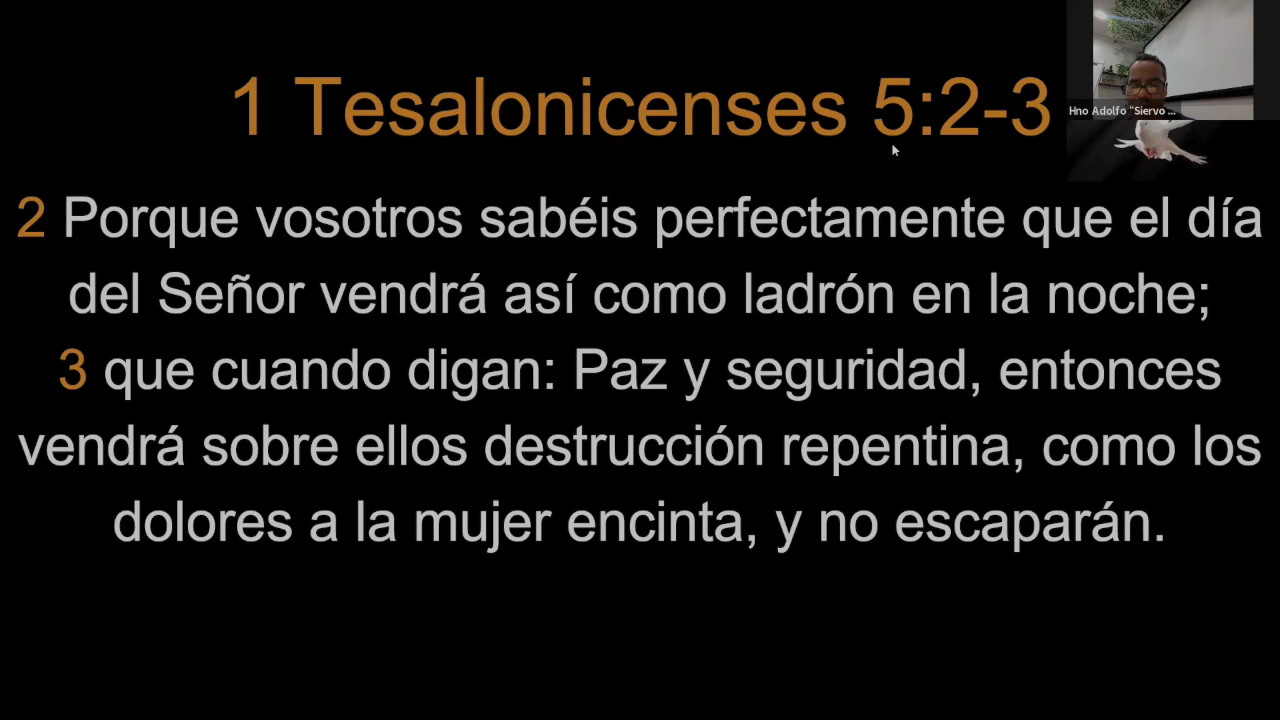 1 Tesalonicenses 5:2-3
Hno Adolfo "Siervo ...
2 Porque vosotros sabéis perfectamente que el día
del Señor vendrá así como ladrón en la noche;
3 que cuando digan: Paz y seguridad, entonces
vendrá sobre ellos destrucción repentina, como los
dolores a la mujer encinta, y no escaparán.